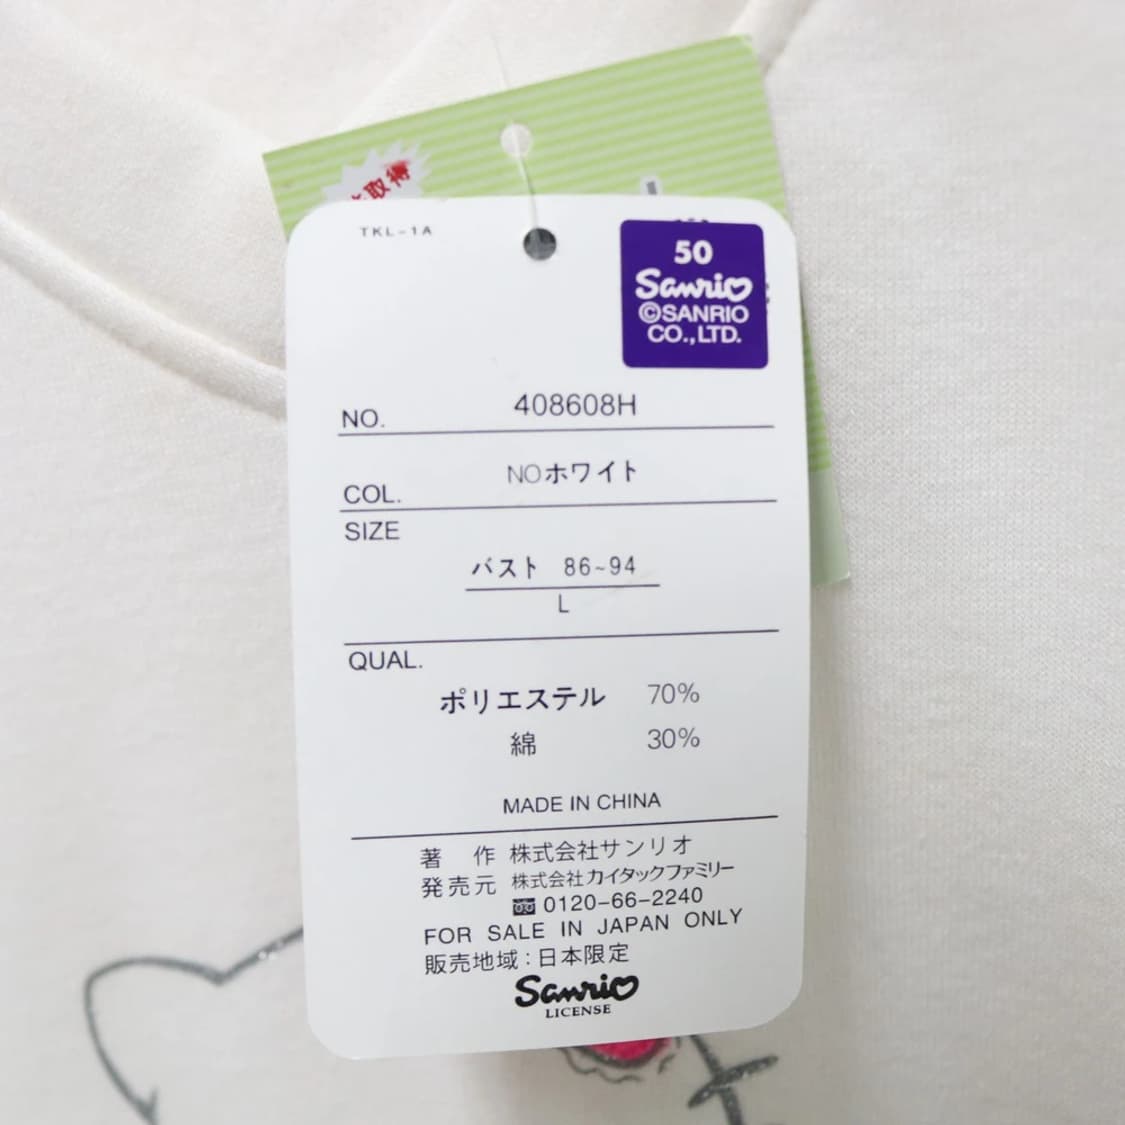 取得
TKL-1A
50
Sanrio
©SANRIO
CO.,LTD.
NO. 408608H
COL. NOホワイト
SIZE
バスト 86~94
L
QUAL.
ポリエステル 70%
綿 30%
MADE IN CHINA
著 作 株式会社サンリオ
発売元 株式会社カイタックファミリー
0120-66-2240
FOR SALE IN JAPAN ONLY
販売地域:日本限定
Sanrio
LICENSE